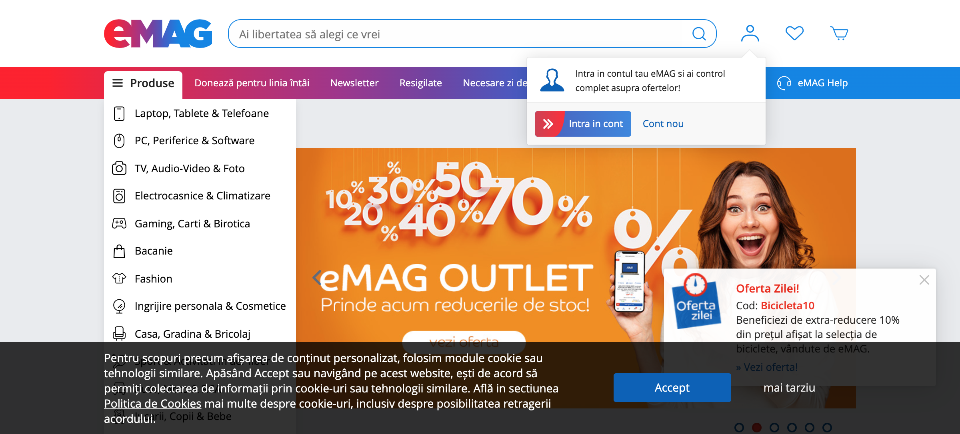 eMAG
Ai libertatea să alegi ce vrei
Produse
Donează pentru linia întâi
Newsletter
Resigilate
Necesare zi de
eMAG Help
Intra in contul tau eMAG si ai control
complet asupra ofertelor!
Intra in cont
Cont nou
Laptop, Tablete & Telefoane
PC, Periferice & Software
TV, Audio-Video & Foto
Electrocasnice & Climatizare
Gaming, Carti & Birotica
Bacanie
Fashion
Ingrijire personala & Cosmetice
Casa, Gradina & Bricolaj
10% 30% 50% 70%
20% 40% %
eMAG OUTLET
Prinde acum reducerile de stoc!
vezi oferta
Oferta
zilei
Oferta Zilei!
Cod: Bicicleta10
Beneficiezi de extra-reducere 10%
din prețul afișat la selecția de
biciclete, vândute de eMAG.
» Vezi oferta!
Pentru scopuri precum afișarea de conținut personalizat, folosim module cookie sau
tehnologii similare. Apăsând Accept sau navigând pe acest website, ești de acord să
permiți colectarea de informații prin cookie-uri sau tehnologii similare. Află in sectiunea
Politica de Cookies mai multe despre cookie-uri, inclusiv despre posibilitatea retragerii
acordului.
Accept
mai tarziu
Jucarii, Copii & Bebe